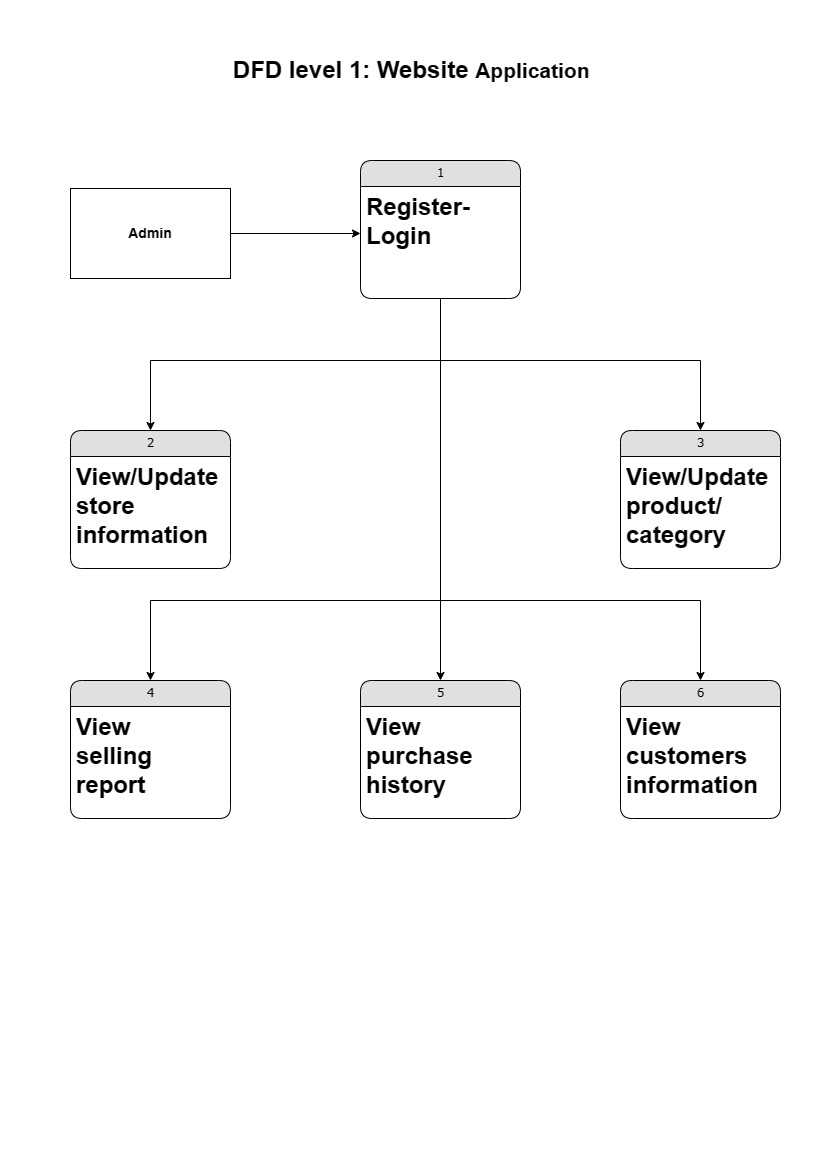 DFD level 1: Website Application
1
Register-
Login
Admin
2
View/Update
store
information
3
View/Update
product/
category
4
View
selling
report
5
View
purchase
history
6
View
customers
information